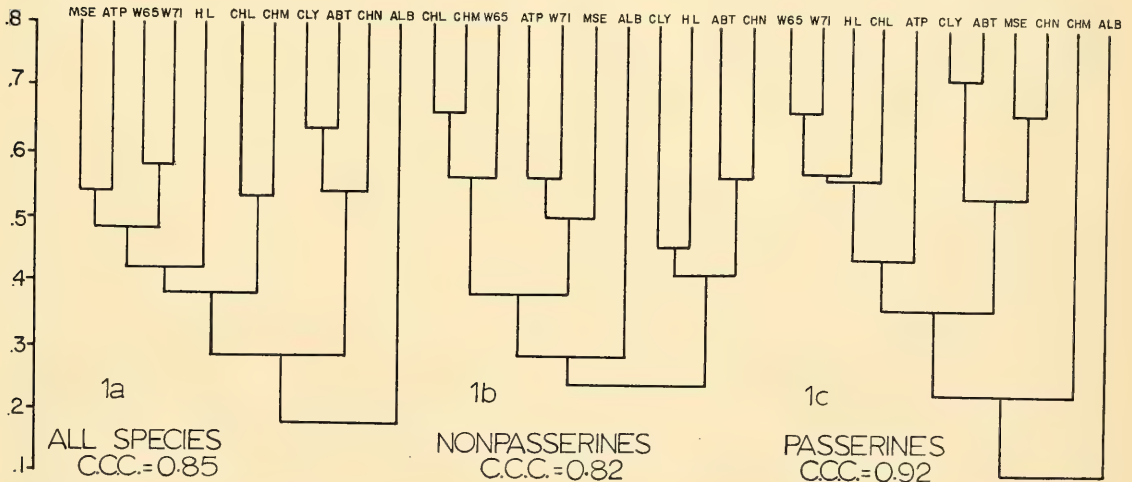 MSE ATP W65 W71 HL CHL CHM CLY ABT CHN ALB CHL CHM W65 ATP W71 MSE ALB CLY HL ABT CHN W65 W71 HL CHL ATP CLY ABT MSE CHN CHM ALB
.8
.7
.6
.5
.4
.3
.2
.1
1a
ALL SPECIES
C.C.C.=0.85
1b
NONPASSERINES
C.C.C.=0.82
1c
PASSERINES
CCC.=0.92